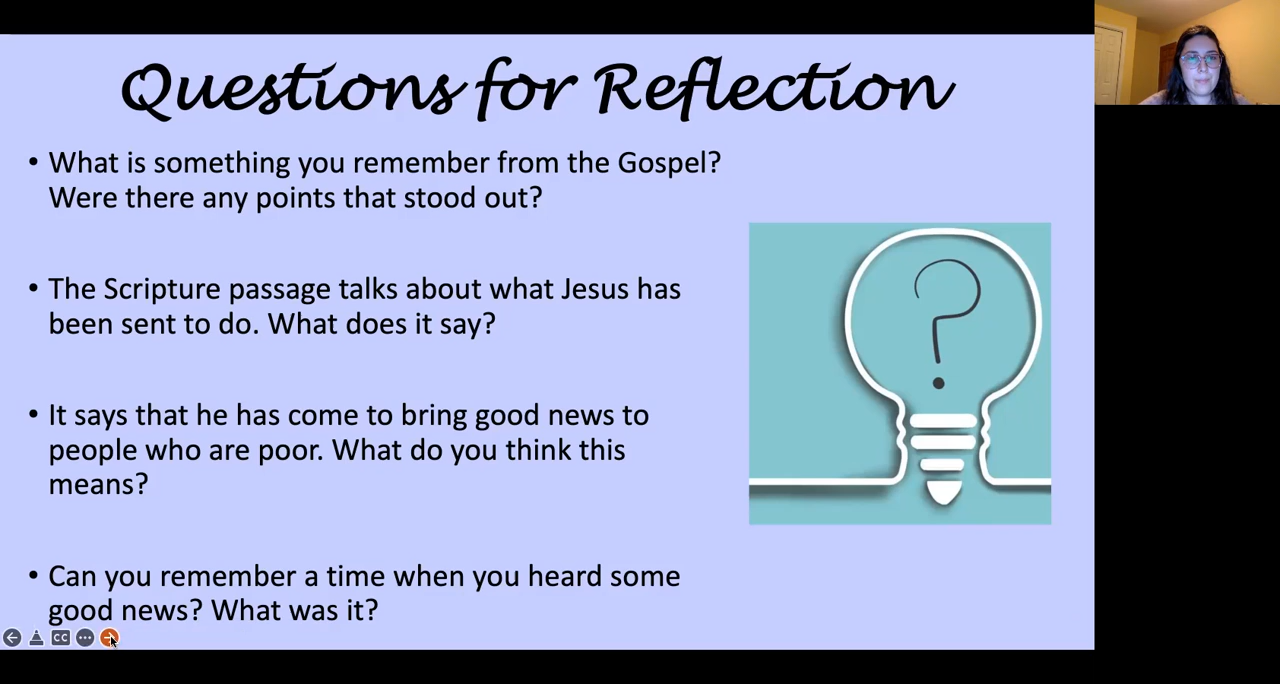 Questions for Reflection
• What is something you remember from the Gospel?
Were there any points that stood out?
• The Scripture passage talks about what Jesus has
been sent to do. What does it say?
• It says that he has come to bring good news to
people who are poor. What do you think this
means?
?
• Can you remember a time when you heard some
good news? What was it?
CC